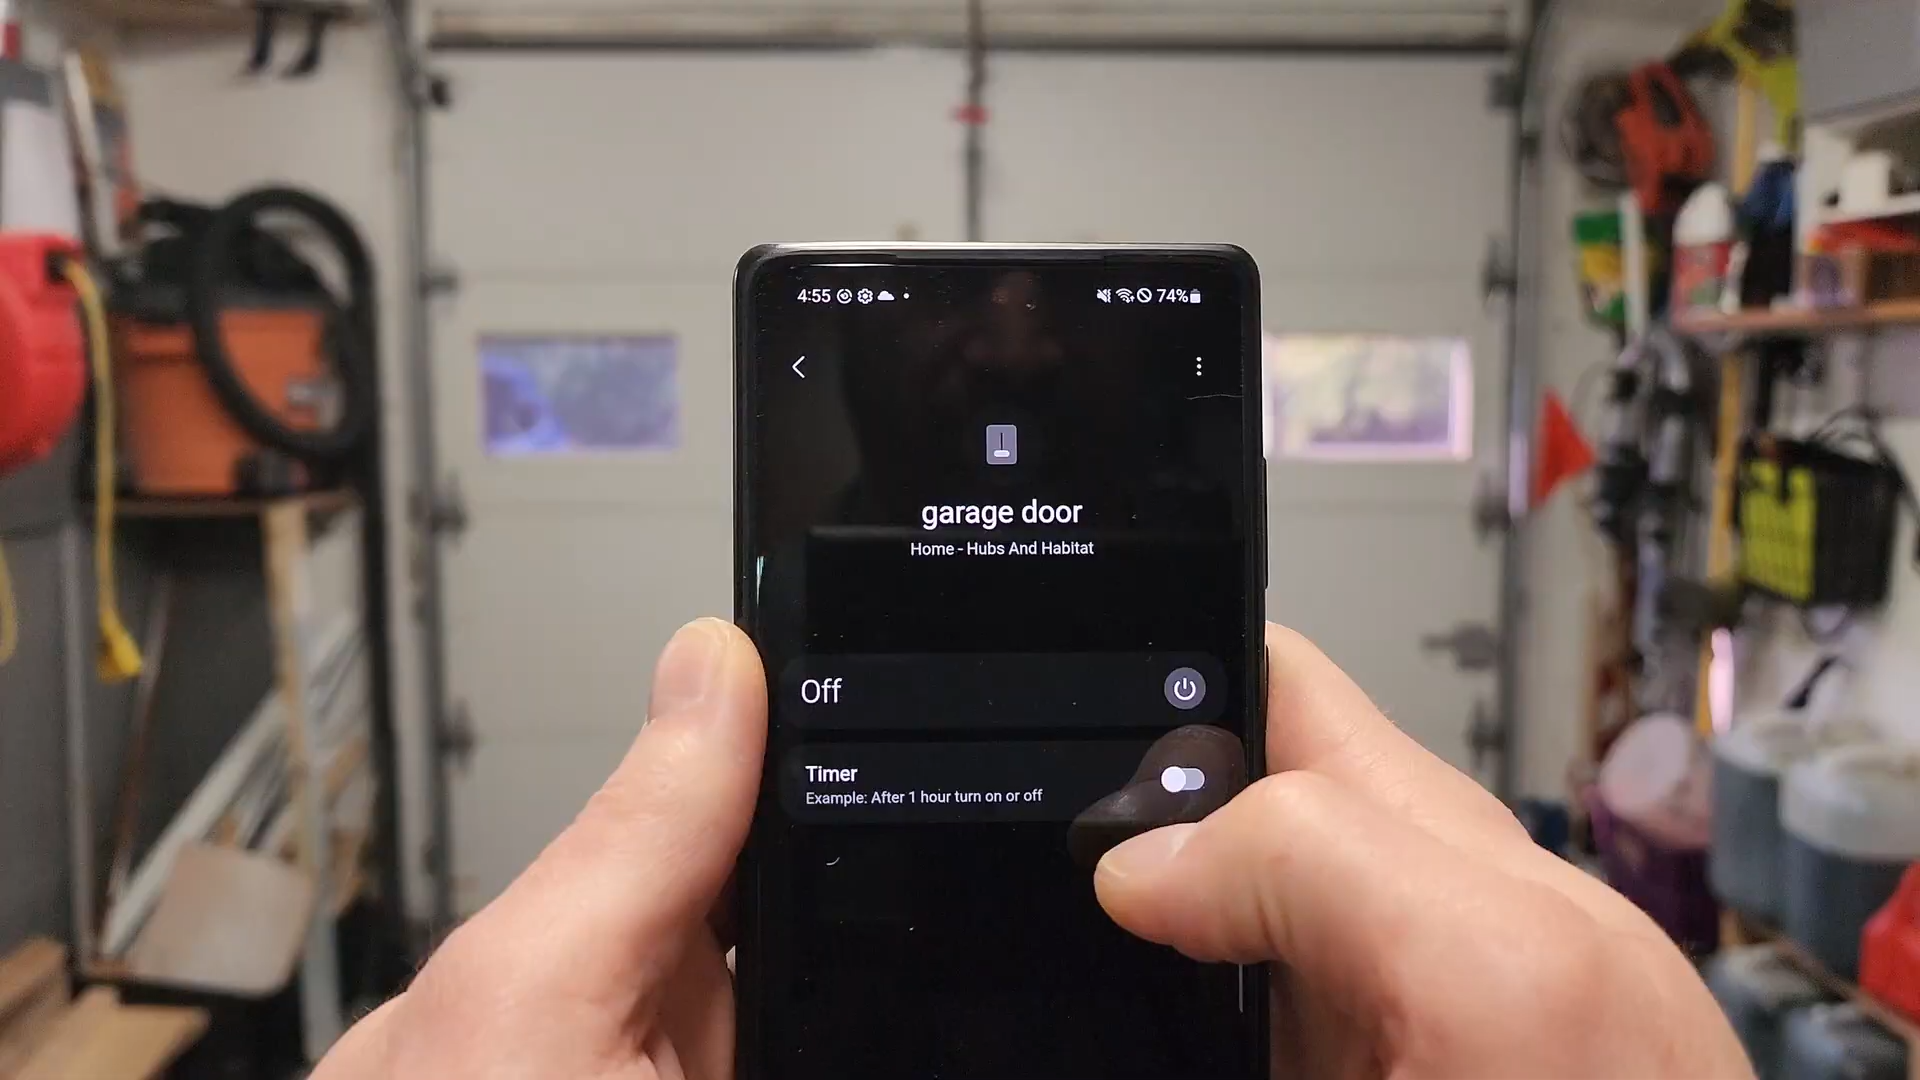 4:55
74%
garage door
Home - Hubs And Habitat
Off
Timer
Example: After 1 hour turn on or off